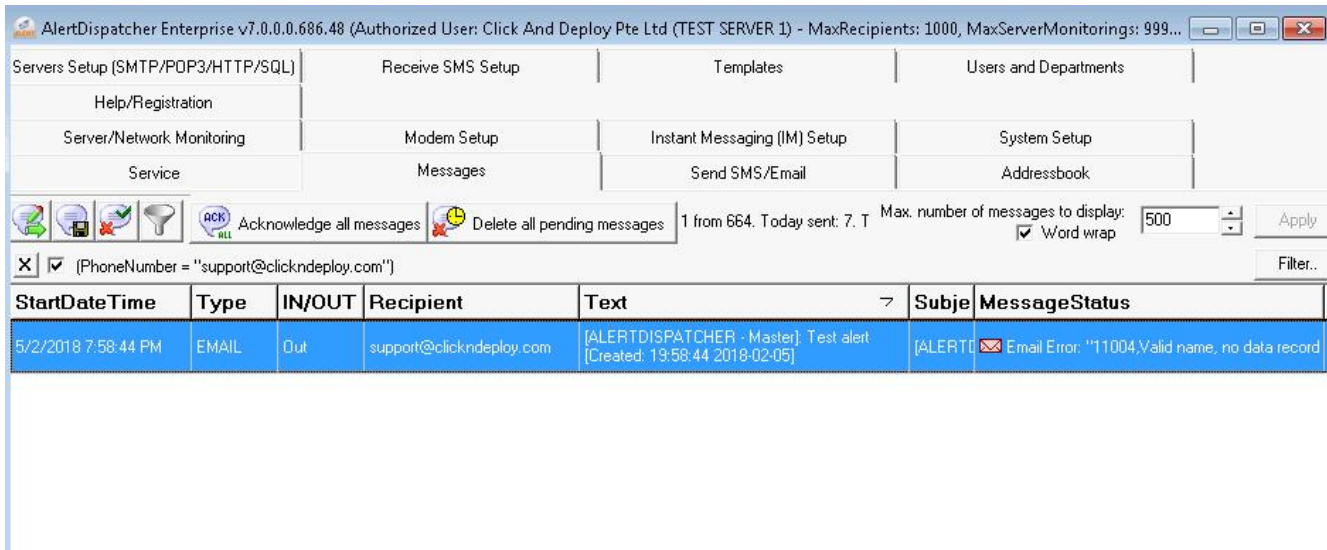 AlertDispatcher Enterprise v7.0.0.0.686.48 (Authorized User: Click And Deploy Pte Ltd (TEST SERVER 1) - MaxRecipients: 1000, MaxServerMonitorings: 999...
Servers Setup (SMTP/POP3/HTTP/SQL) Receive SMS Setup Templates Users and Departments
Help/Registration
Server/Network Monitoring Modem Setup Instant Messaging (IM) Setup System Setup
Service Messages Send SMS/Email Addressbook
ACK ALL Acknowledge all messages Delete all pending messages 1 from 664. Today sent: 7. T Max. number of messages to display: 500 Apply
Word wrap
X (PhoneNumber = "support@clickndeploy.com") Filter..
StartDateTime Type IN/OUT Recipient Text Subje MessageStatus
5/2/2018 7:58:44 PM EMAIL Out support@clickndeploy.com [ALERTDISPATCHER - Master]: Test alert [ALERTD Email Error: "11004,Valid name, no data record
[Created: 19:58:44 2018-02-05]